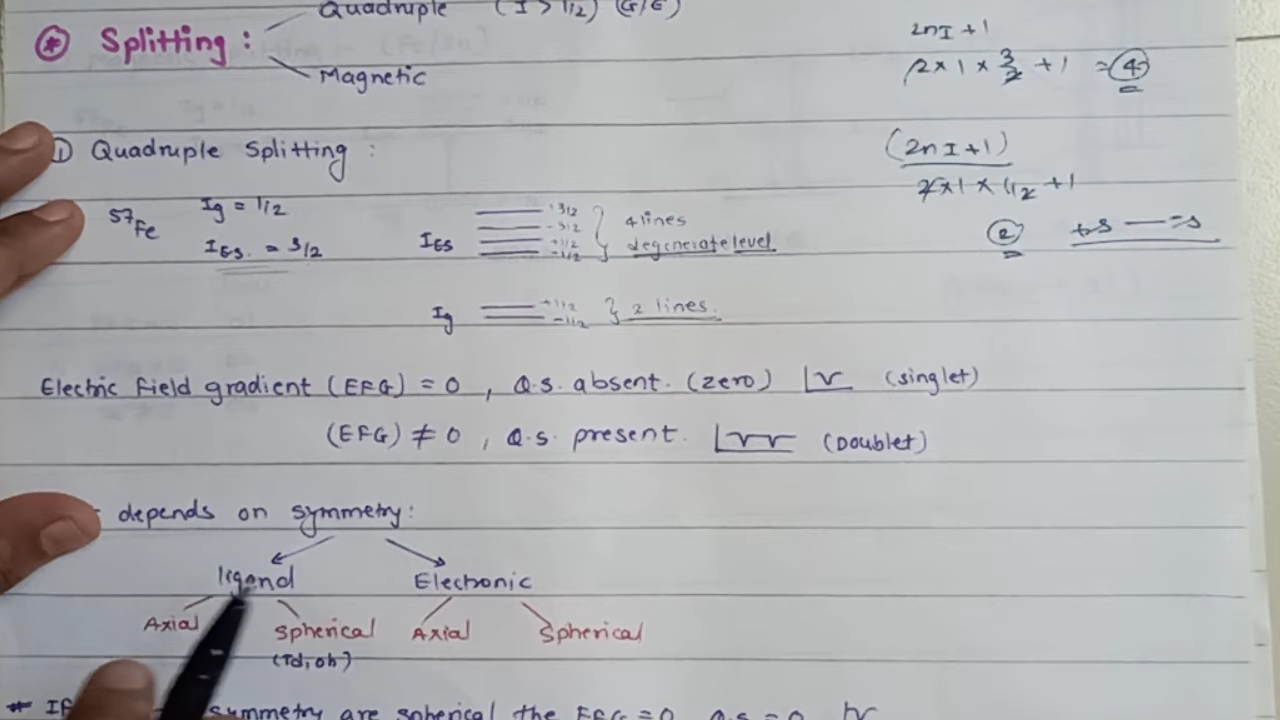 Quadruple (I > 1/2) (G/E)
* Splitting :
Magnetic
2nI + 1
2 × 1 × 3/2 + 1 = 4
① Quadruple Splitting :
(2nI + 1)
2×1 × 1/2 + 1
2
+s — -s
57Fe Ig = 1/2
IEs. = 3/2
IEs +3/2 -3/2 +1/2 -1/2 } 4 lines degenerate level
Ig +1/2 -1/2 } 2 lines.
Electric field gradient (EFG) = 0 , Q.S. absent. (zero) (singlet)
(EFG) ≠ 0 , Q.S. present. (Doublet)
depends on symmetry:
ligand Electronic
Axial Spherical Axial Spherical
(Td, oh)
* If symmetry are spherical the EFG = 0 Q.S = 0